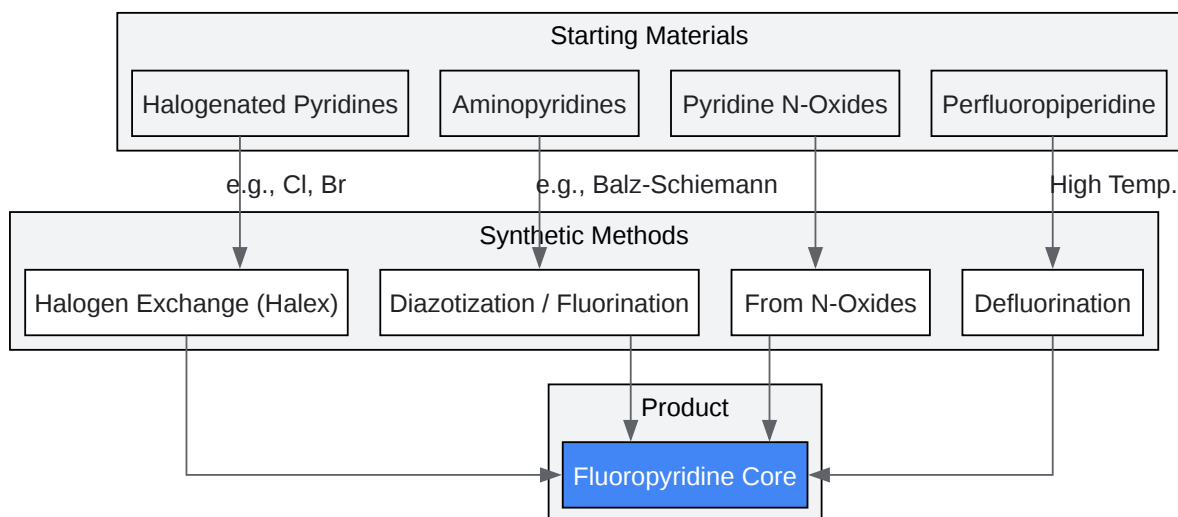 Starting Materials
Halogenated Pyridines
Aminopyridines
Pyridine N-Oxides
Perfluoropiperidine
e.g., Cl, Br
e.g., Balz-Schiemann
High Temp.
Synthetic Methods
Halogen Exchange (Halex)
Diazotization / Fluorination
From N-Oxides
Defluorination
Product
Fluoropyridine Core